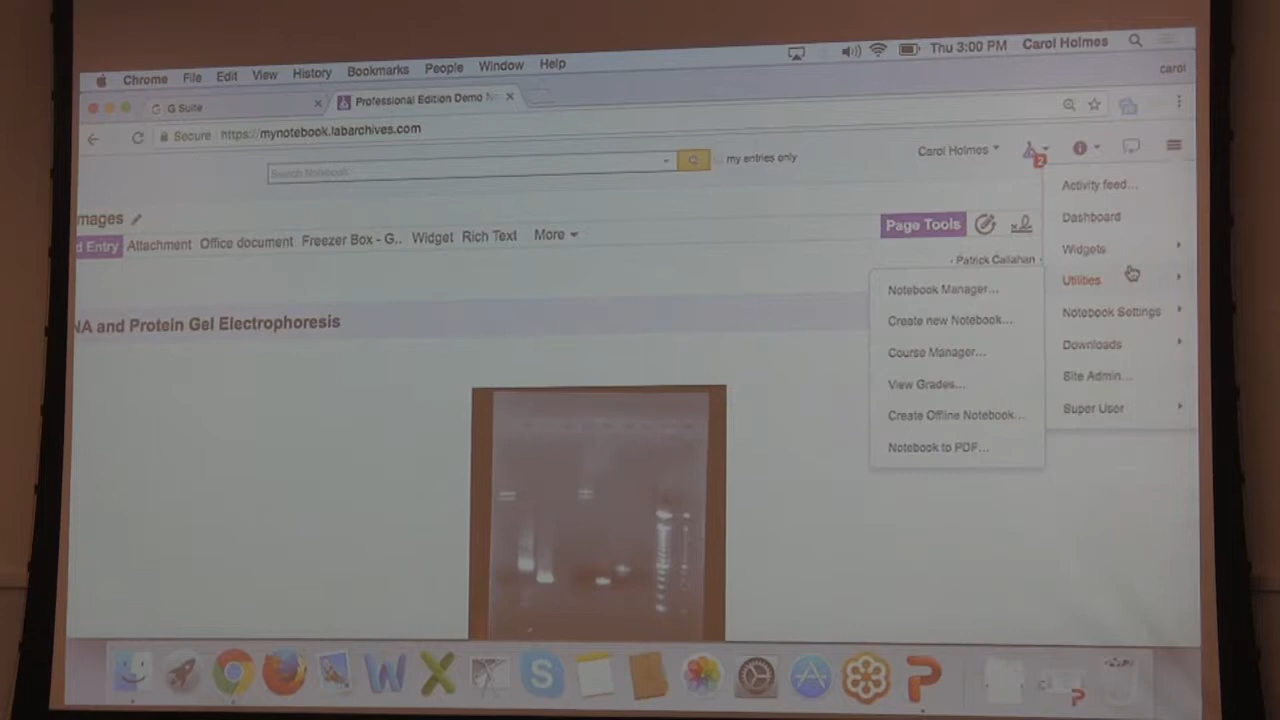 Chrome File Edit View History Bookmarks People Window Help Thu 3:00 PM Carol Holmes
G Suite Professional Edition Demo N carol
Secure https://mynotebook.labarchives.com
Search Notebook my entries only Carol Holmes 2
mages
d Entry Attachment Office document Freezer Box - G.. Widget Rich Text More Page Tools
- Patrick Callahan -
NA and Protein Gel Electrophoresis
Activity feed...
Dashboard
Widgets
Utilities
Notebook Settings
Downloads
Site Admin...
Super User
Notebook Manager...
Create new Notebook...
Course Manager...
View Grades...
Create Offline Notebook...
Notebook to PDF...